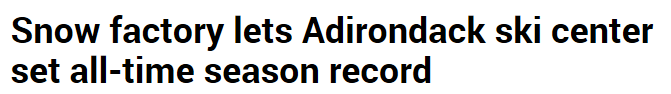 Snow factory lets Adirondack ski center
set all-time season record